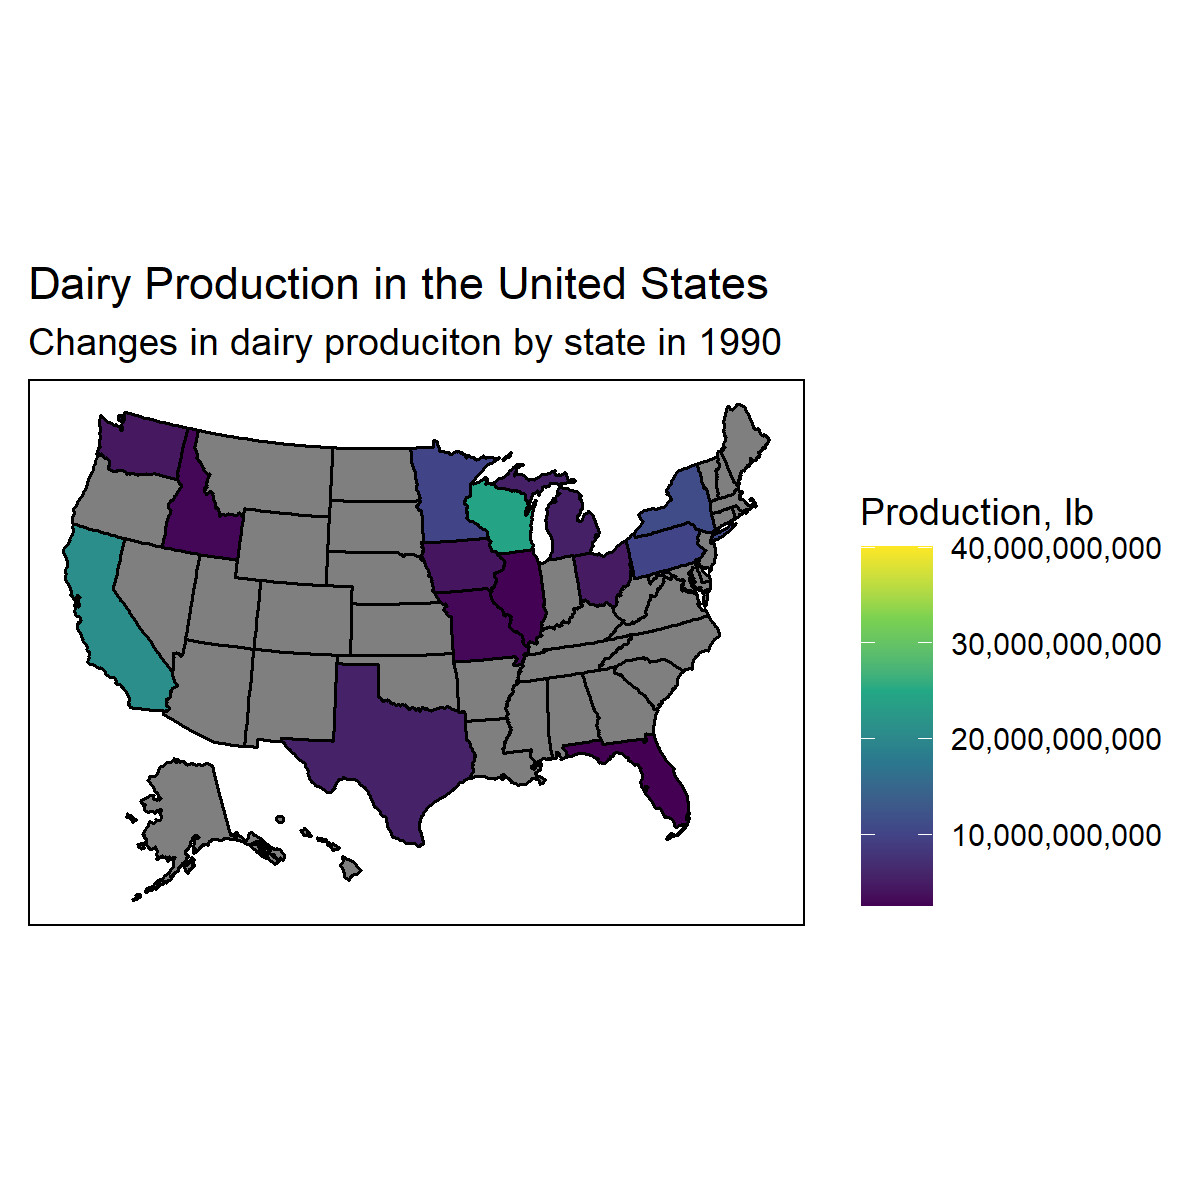 Dairy Production in the United States
Changes in dairy produciton by state in 1990
Production, lb
40,000,000,000
30,000,000,000
20,000,000,000
10,000,000,000